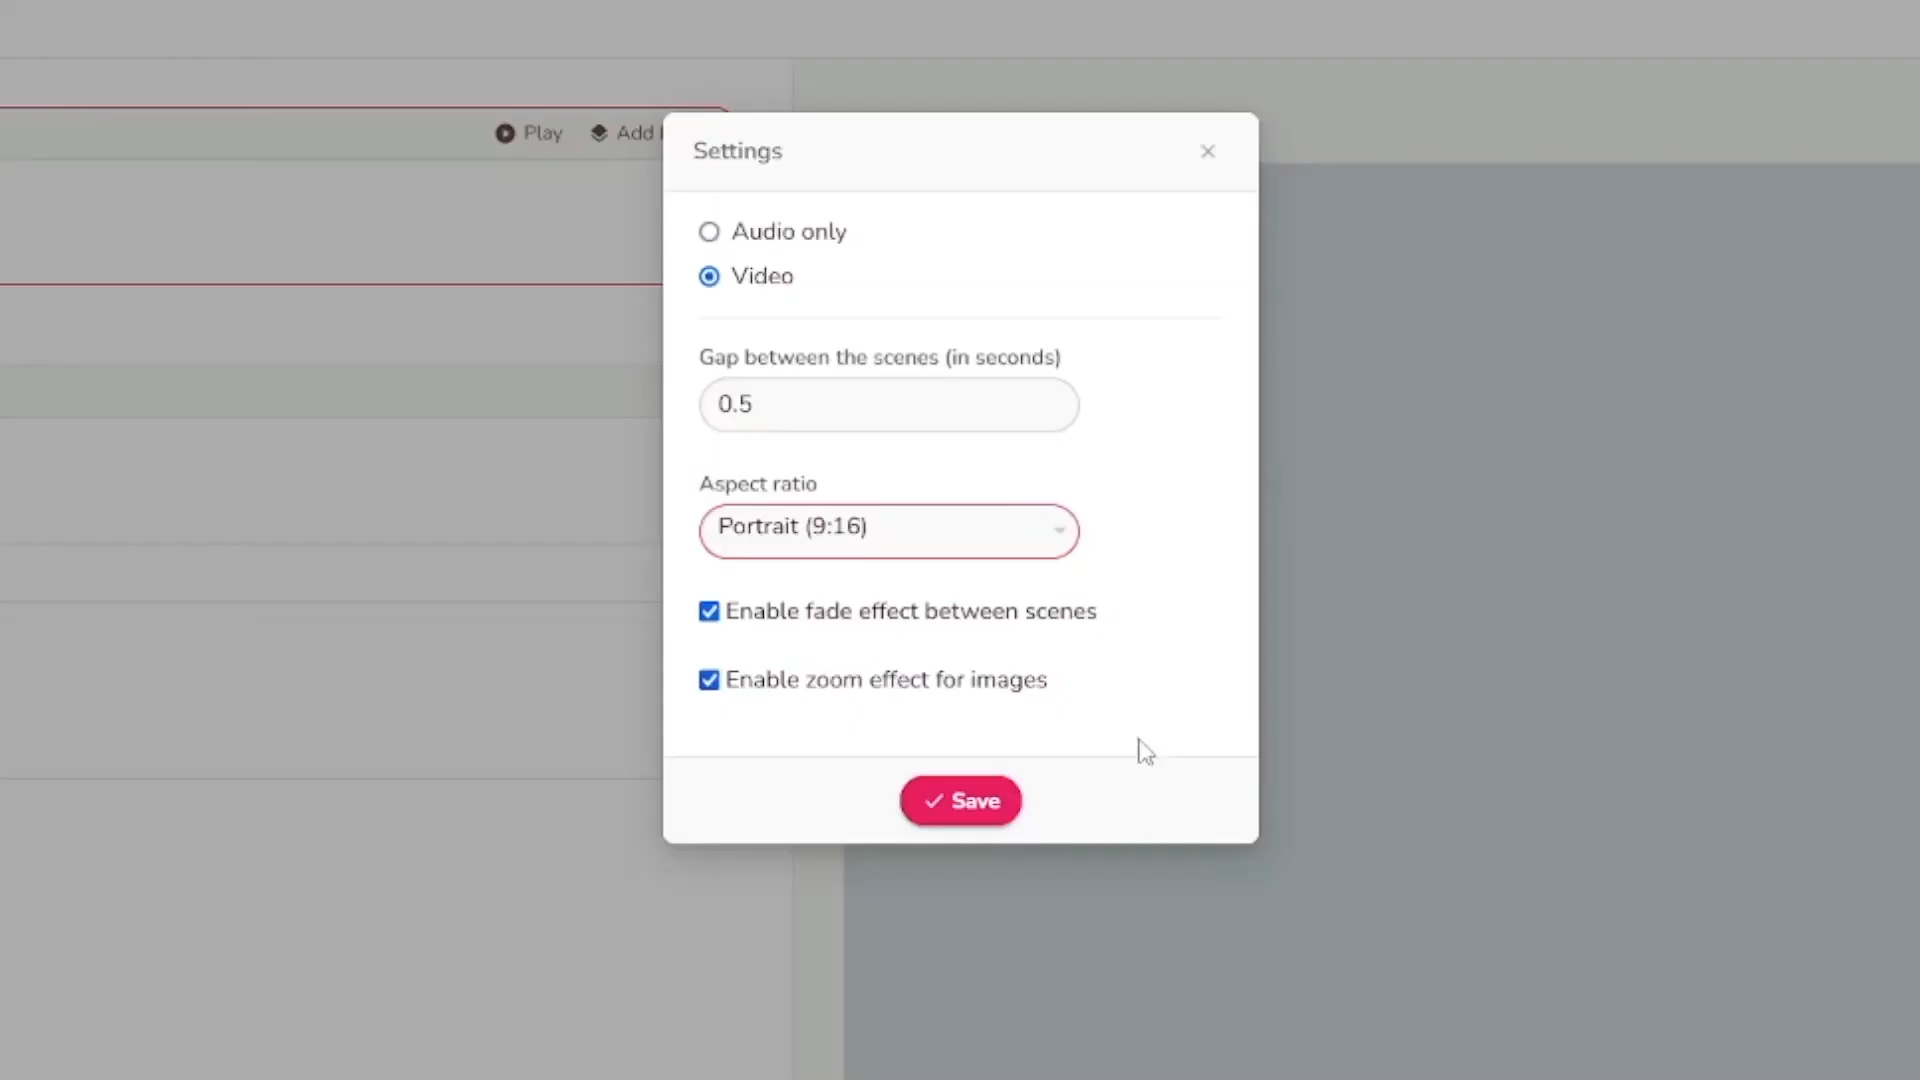 Play Add
Settings
Audio only
Video
Gap between the scenes (in seconds)
0.5
Aspect ratio
Portrait (9:16)
Enable fade effect between scenes
Enable zoom effect for images
Save